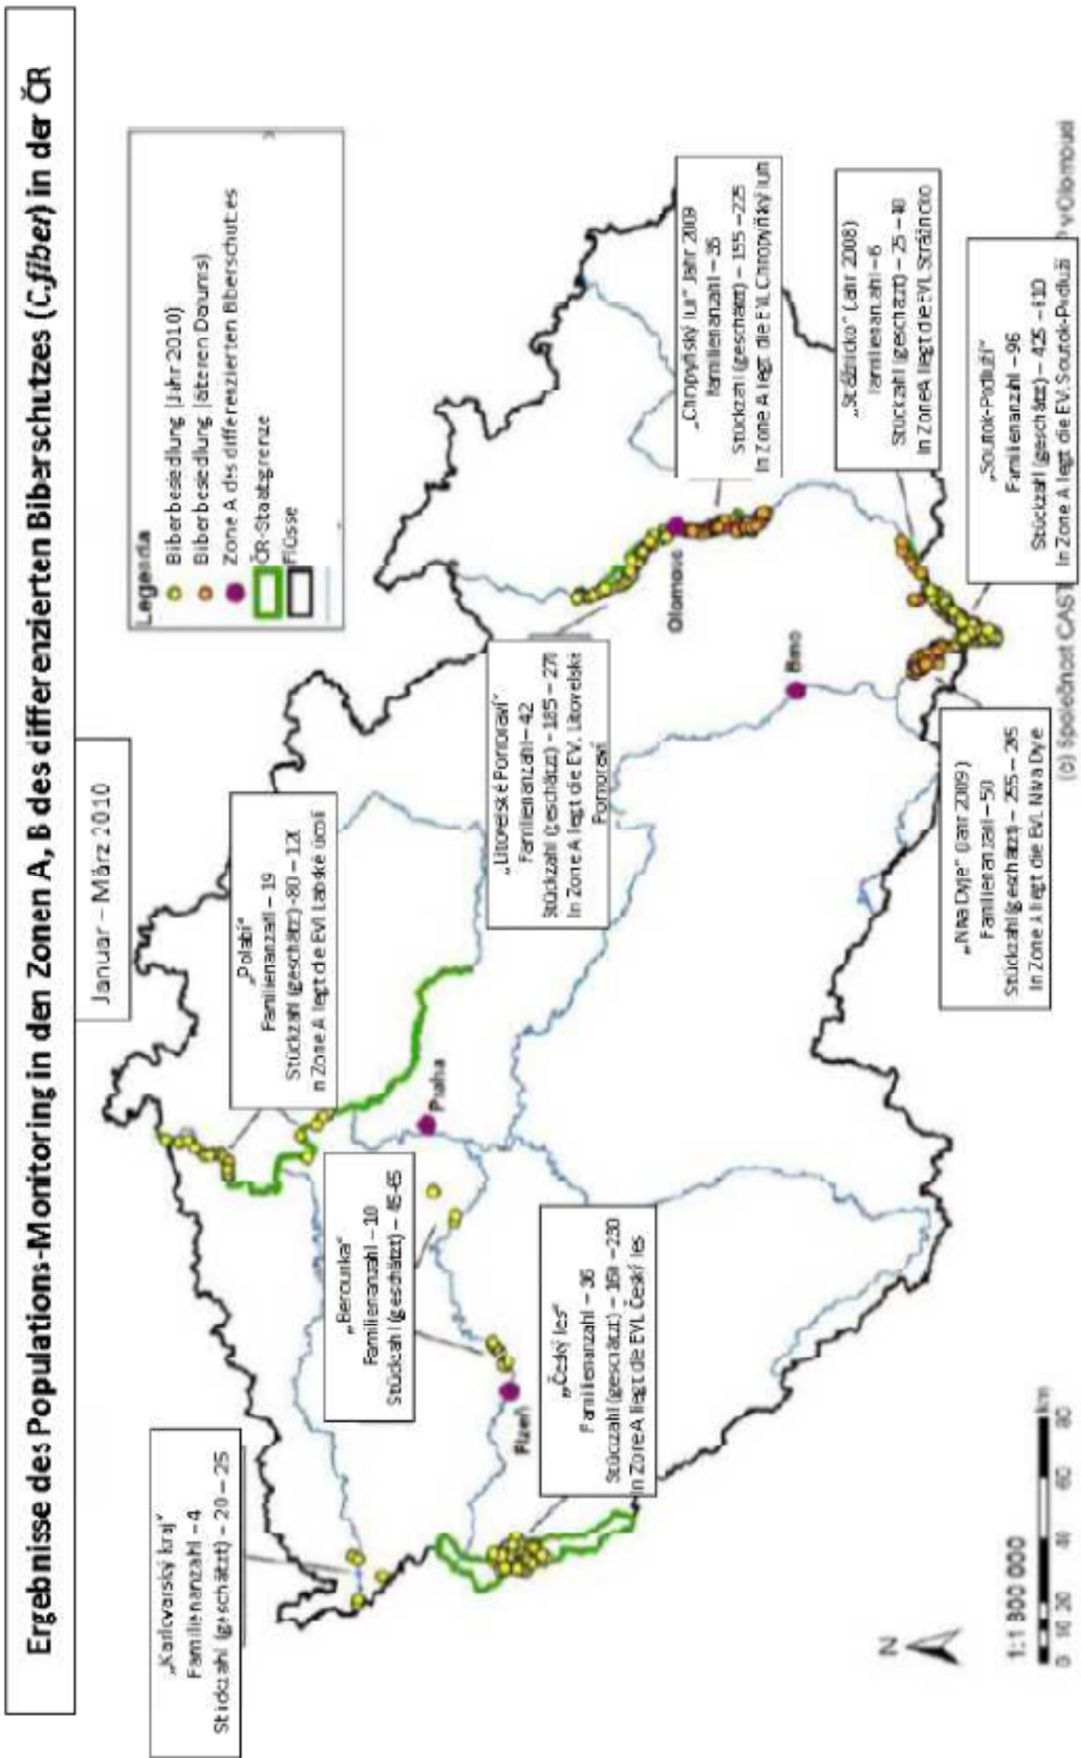 Ergebnisse des Populations-Monitoring in den Zonen A, B des differenzierten Biberschutzes (C.fiber) in der ČR
Januar – März 2010
Legenda
Biberbesiedlung (Jahr 2010)
Biberbesiedlung
Zone A des differenzierten Biberschutzes
ČR-Staatsgrenze
Flüsse
„Karlovarský kraj“
Familienanzahl – 4
Stückzahl (geschätzt) – 20 – 25
„Polabí“
Familienanzahl – 19
Stückzahl (geschätzt) -80 – 120
In Zone A liegt die EVL Labské údolí
„Berounka“
Familienanzahl – 10
Stückzahl (geschätzt) – 45-65
„Český les“
Familienanzahl – 36
Stückzahl (geschätzt) – 160 –230
In Zone A liegt die EVL Český les
„Litovelské Pomoraví“
Familienanzahl – 42
Stückzahl (geschätzt) – 185 – 270
In Zone A liegt die EVL Litovelské
Pomoraví
„Chropyňský luh“ Jahr 2009
Familienanzahl – 35
Stückzahl (geschätzt) – 155 –225
In Zone A liegt die EVL Chropyňský luh
„Strážnicko“ (Jahr 2008)
Familienanzahl – 6
Stückzahl (geschätzt) – 25 – 40
In Zone A liegt die EVL Strážnicko
„Soutok-Podluží“
Familienanzahl – 96
Stückzahl (geschätzt) – 425 –
In Zone A liegt die EVL Soutok-Podluží
„Niva Dyje“ (Jahr 2009)
Familienanzahl – 50
Stückzahl (geschätzt) – 255 –
In Zone A liegt die EVL Niva Dyje
Praha
Plzeň
Olomouc
Brno
N
1:1 800 000
0 10 20 40 60 80 km
(c) Společnost CAST v Olomouci